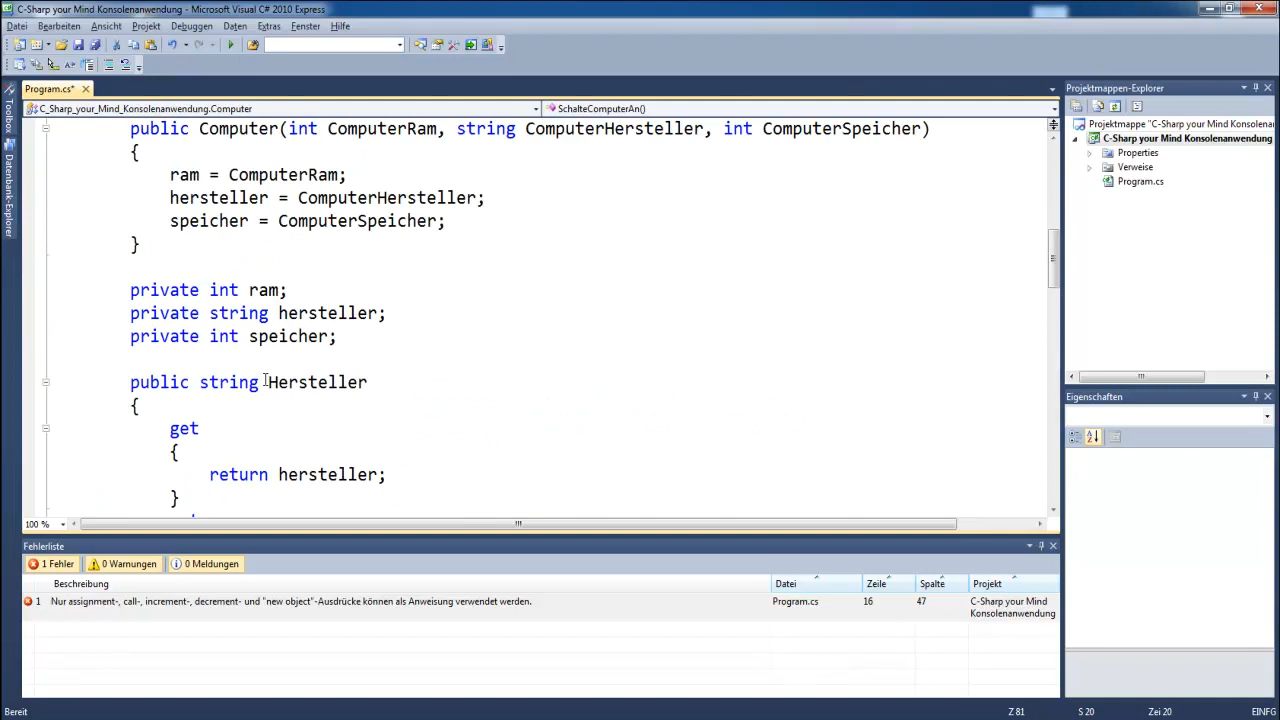 C-Sharp your Mind Konsolenanwendung - Microsoft Visual C# 2010 Express
Datei Bearbeiten Ansicht Projekt Debuggen Daten Extras Fenster Hilfe
Program.cs*
C_Sharp_your_Mind_Konsolenanwendung.Computer
SchalteComputerAn()
Toolbox
Datenbank-Explorer
public Computer(int ComputerRam, string ComputerHersteller, int ComputerSpeicher)
{
ram = ComputerRam;
hersteller = ComputerHersteller;
speicher = ComputerSpeicher;
}
private int ram;
private string hersteller;
private int speicher;
public string Hersteller
{
get
{
return hersteller;
}
100 %
Projektmappen-Explorer
Projektmappe "C-Sharp your Mind Konsolenanw
C-Sharp your Mind Konsolenanwendung
Properties
Verweise
Program.cs
Eigenschaften
Fehlerliste
1 Fehler 0 Warnungen 0 Meldungen
Beschreibung Datei Zeile Spalte Projekt
1 Nur assignment-, call-, increment-, decrement- und "new object"-Ausdrücke können als Anweisung verwendet werden. Program.cs 16 47 C-Sharp your Mind
Konsolenanwendung
Bereit Z 81 S 20 Zei 20 EINFG